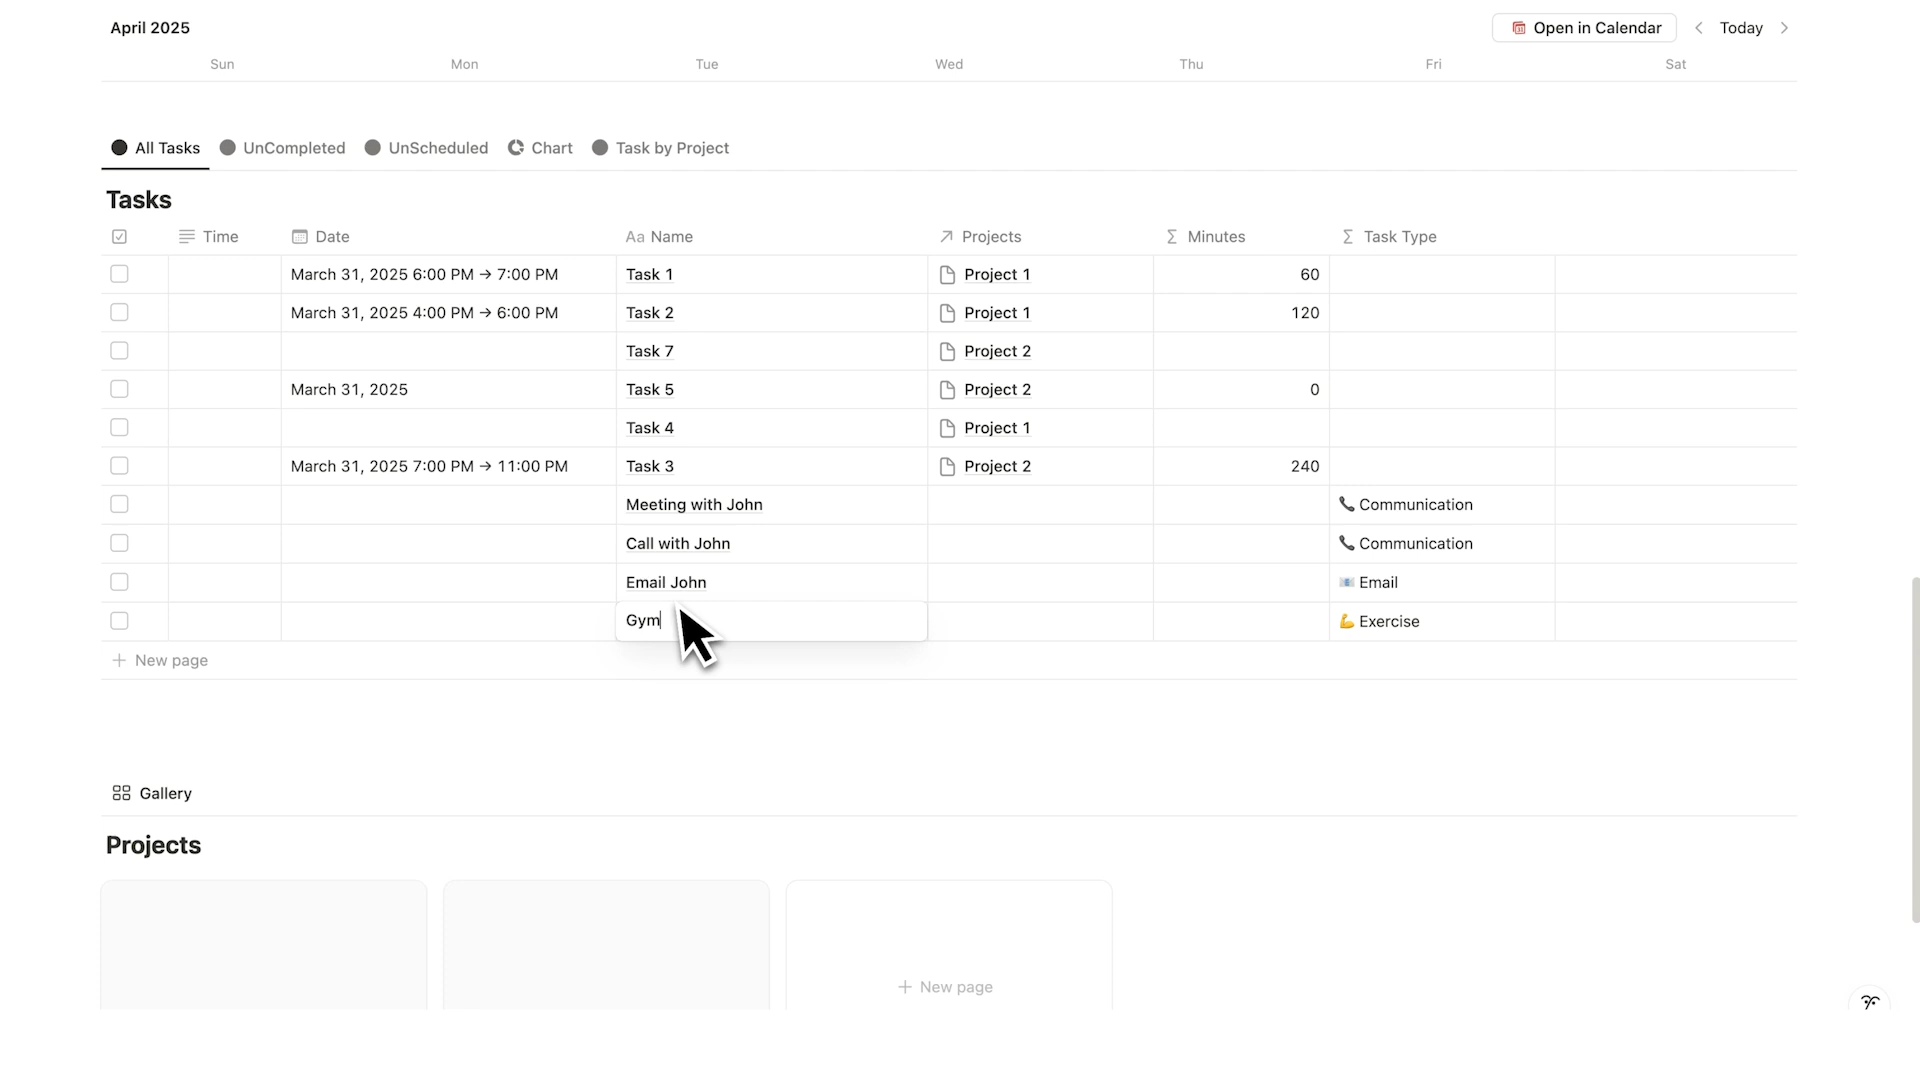 April 2025
Open in Calendar Today
Sun Mon Tue Wed Thu Fri Sat
All Tasks UnCompleted UnScheduled Chart Task by Project
Tasks
Time Date Aa Name Projects Σ Minutes Σ Task Type
March 31, 2025 6:00 PM → 7:00 PM Task 1 Project 1 60
March 31, 2025 4:00 PM → 6:00 PM Task 2 Project 1 120
Task 7 Project 2
March 31, 2025 Task 5 Project 2 0
Task 4 Project 1
March 31, 2025 7:00 PM → 11:00 PM Task 3 Project 2 240
Meeting with John 📞 Communication
Call with John 📞 Communication
Email John 📧 Email
Gym 💪 Exercise
+ New page
Gallery
Projects
+ New page